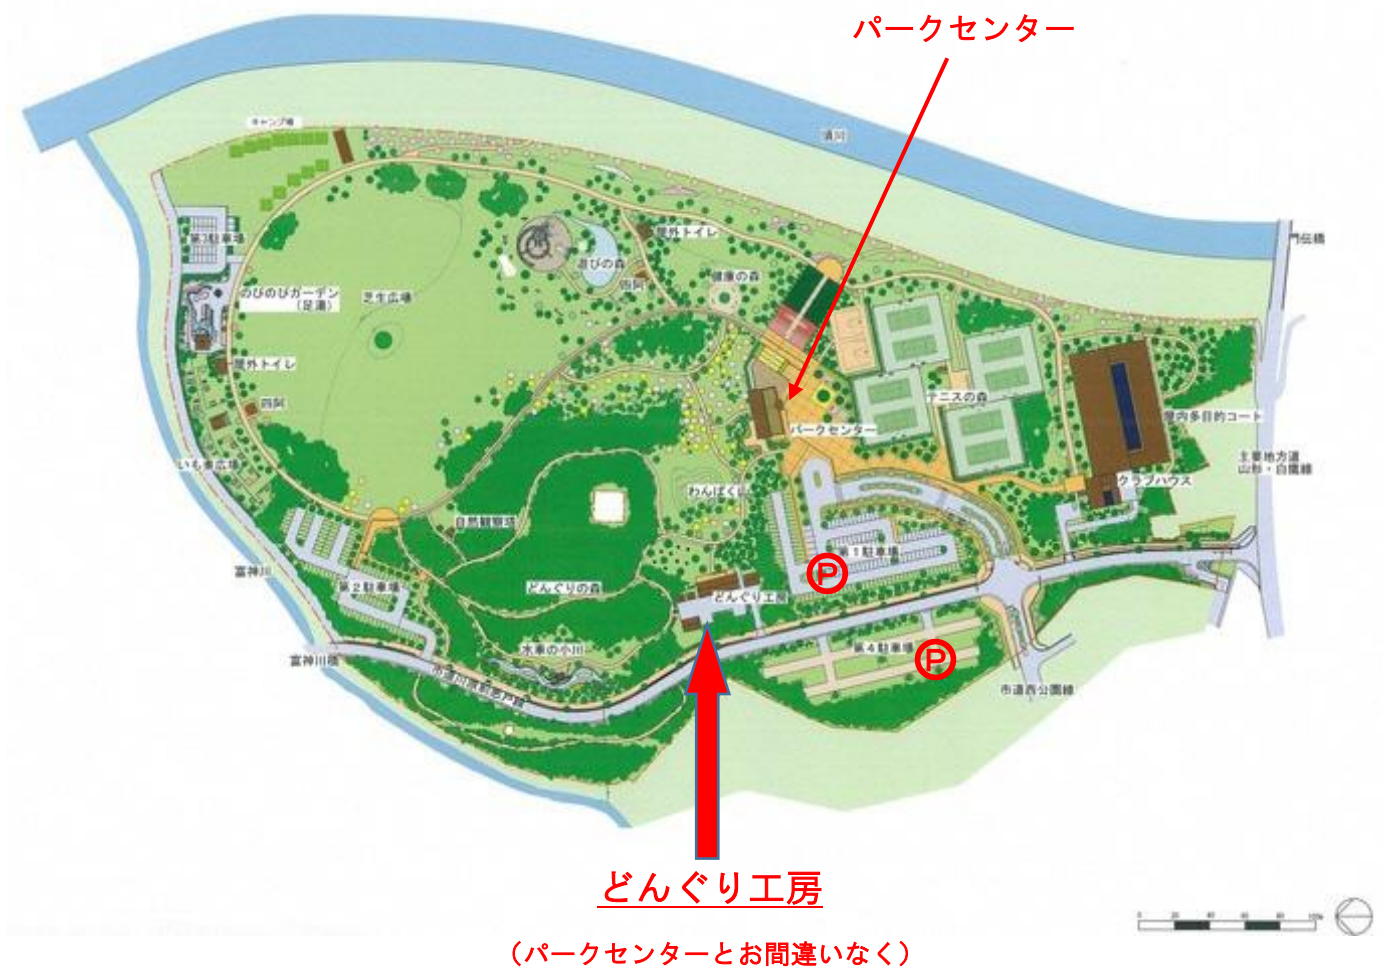 パークセンター
キャンプ場
須川
門伝橋
第3駐車場
屋外トイレ
遊びの森
四阿
健康の森
のびのびガーデン
（足湯）
芝生広場
屋外トイレ
四阿
テニスの森
パークセンター
屋内多目的コート
いも煮広場
主要地方道
山形・白鷹線
クラブハウス
わんぱく山
自然観察塔
第1駐車場
P
富神川
第2駐車場
どんぐりの森
どんぐり工房
富神川橋
水車の小川
第4駐車場
P
市道西公園線
どんぐり工房
（パークセンターとお間違いなく）
0 20 40 60 80 100m